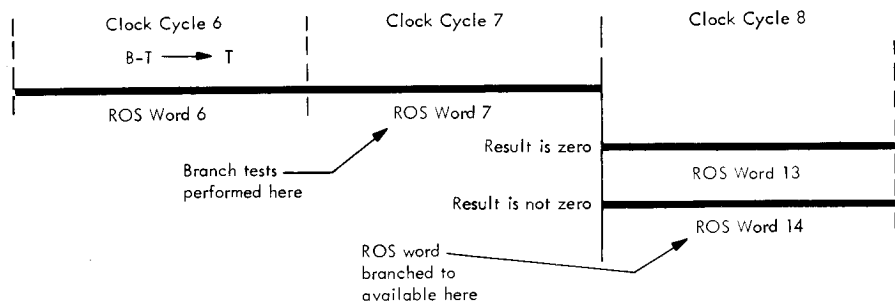 Clock Cycle 6
Clock Cycle 7
Clock Cycle 8
B-T T
ROS Word 6
ROS Word 7
Branch tests
performed here
Result is zero
ROS Word 13
Result is not zero
ROS Word 14
ROS word
branched to
available here